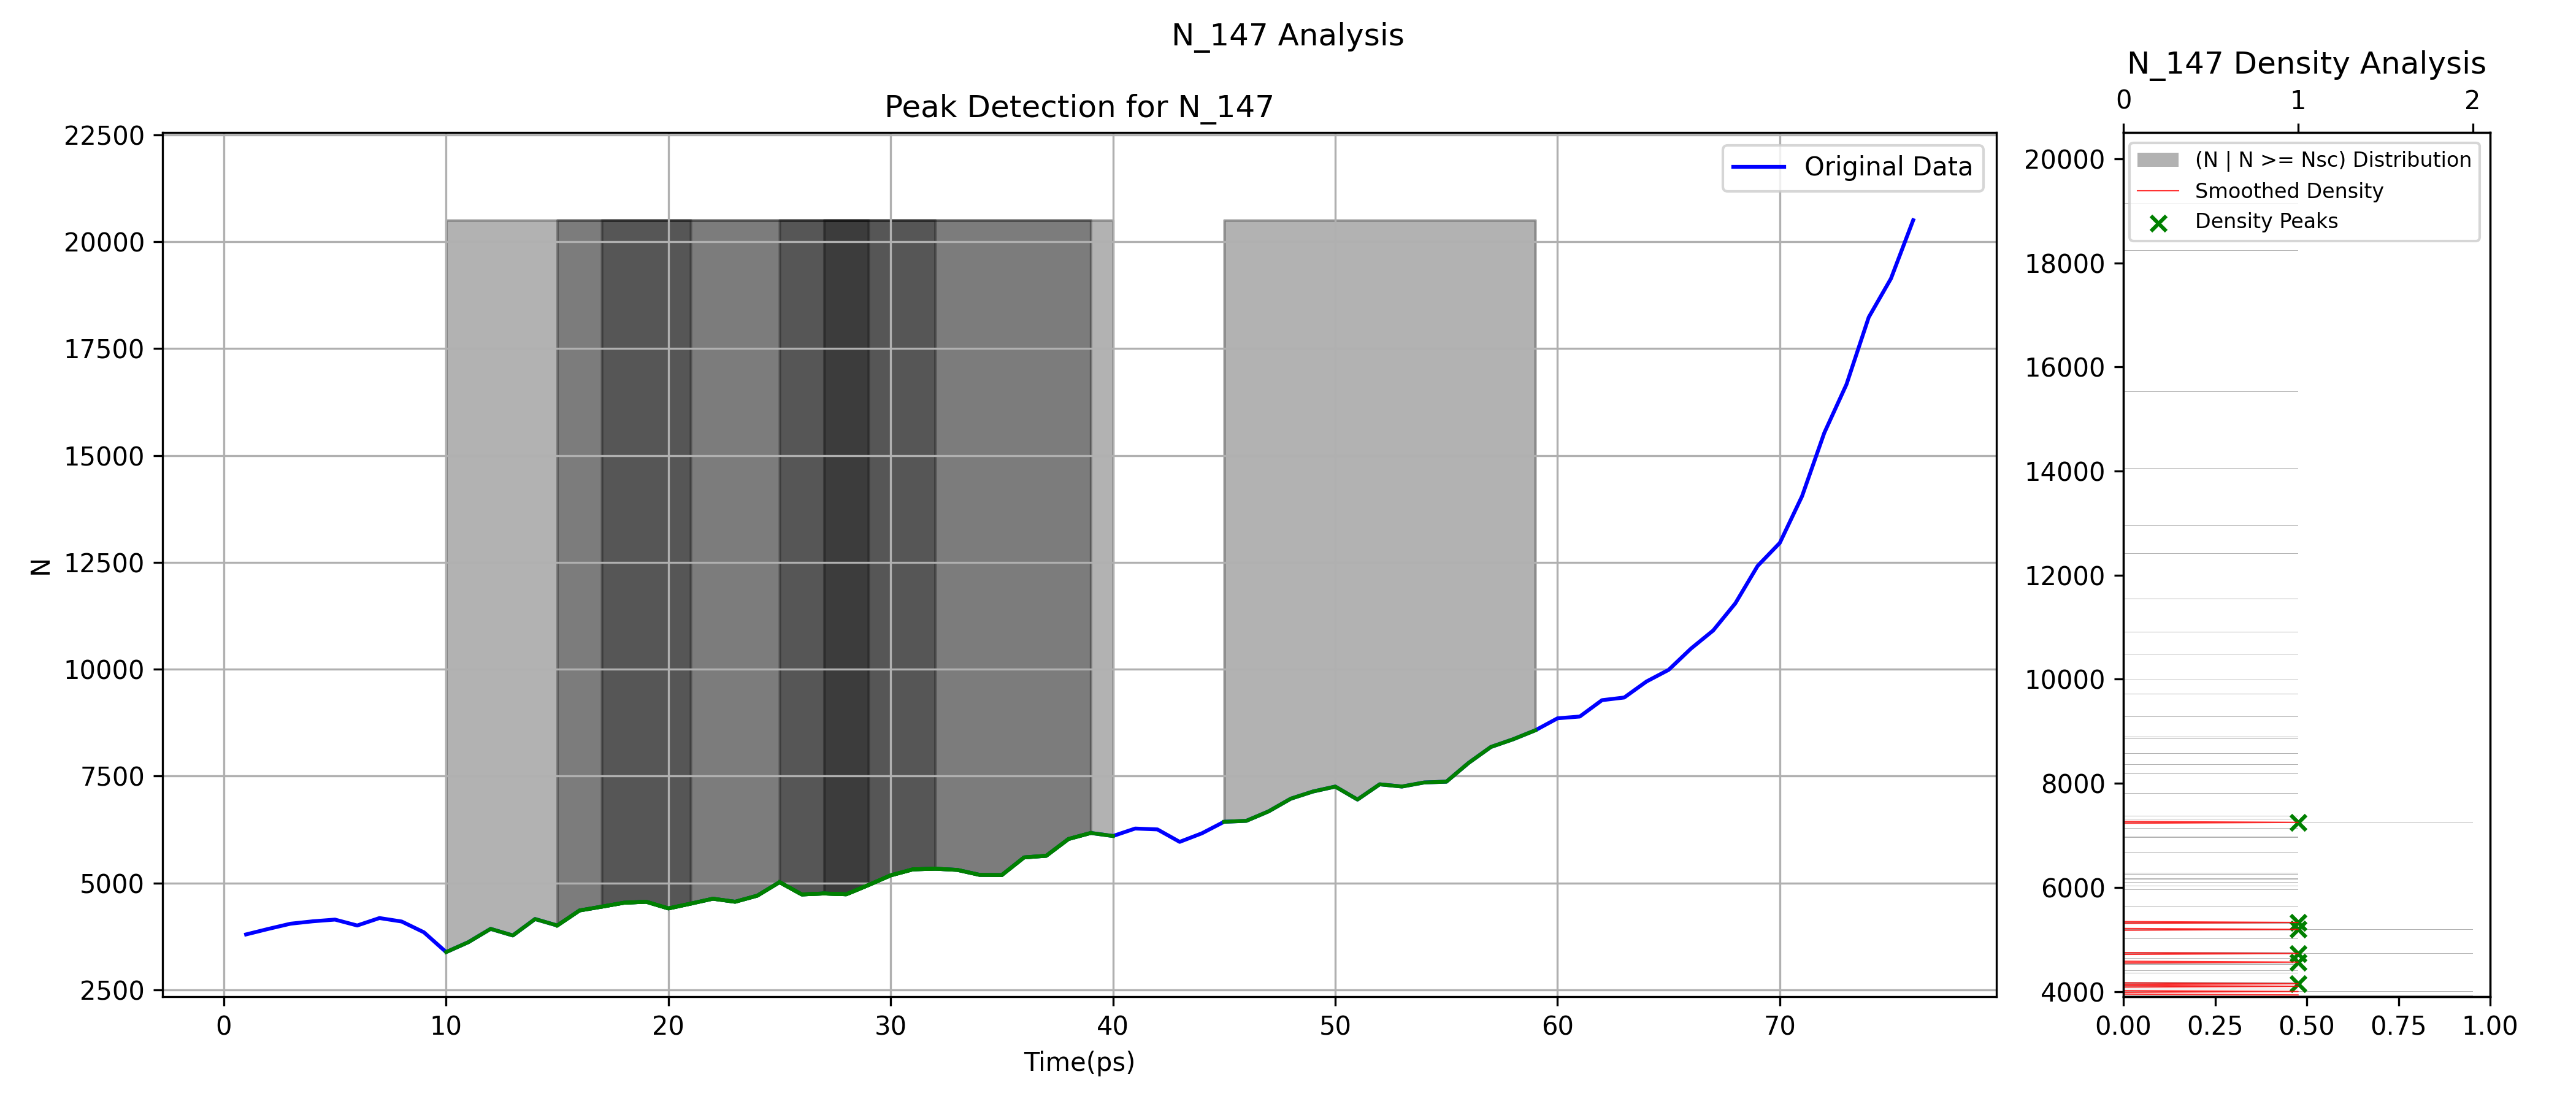 N_147 Analysis
Peak Detection for N_147
22500
20000
17500
15000
12500
10000
7500
5000
2500
N
0 10 20 30 40 50 60 70
Time(ps)
Original Data
N_147 Density Analysis
0 1 2
20000
18000
16000
14000
12000
10000
8000
6000
4000
(N | N >= Nsc) Distribution
Smoothed Density
Density Peaks
0.00 0.25 0.50 0.75 1.00